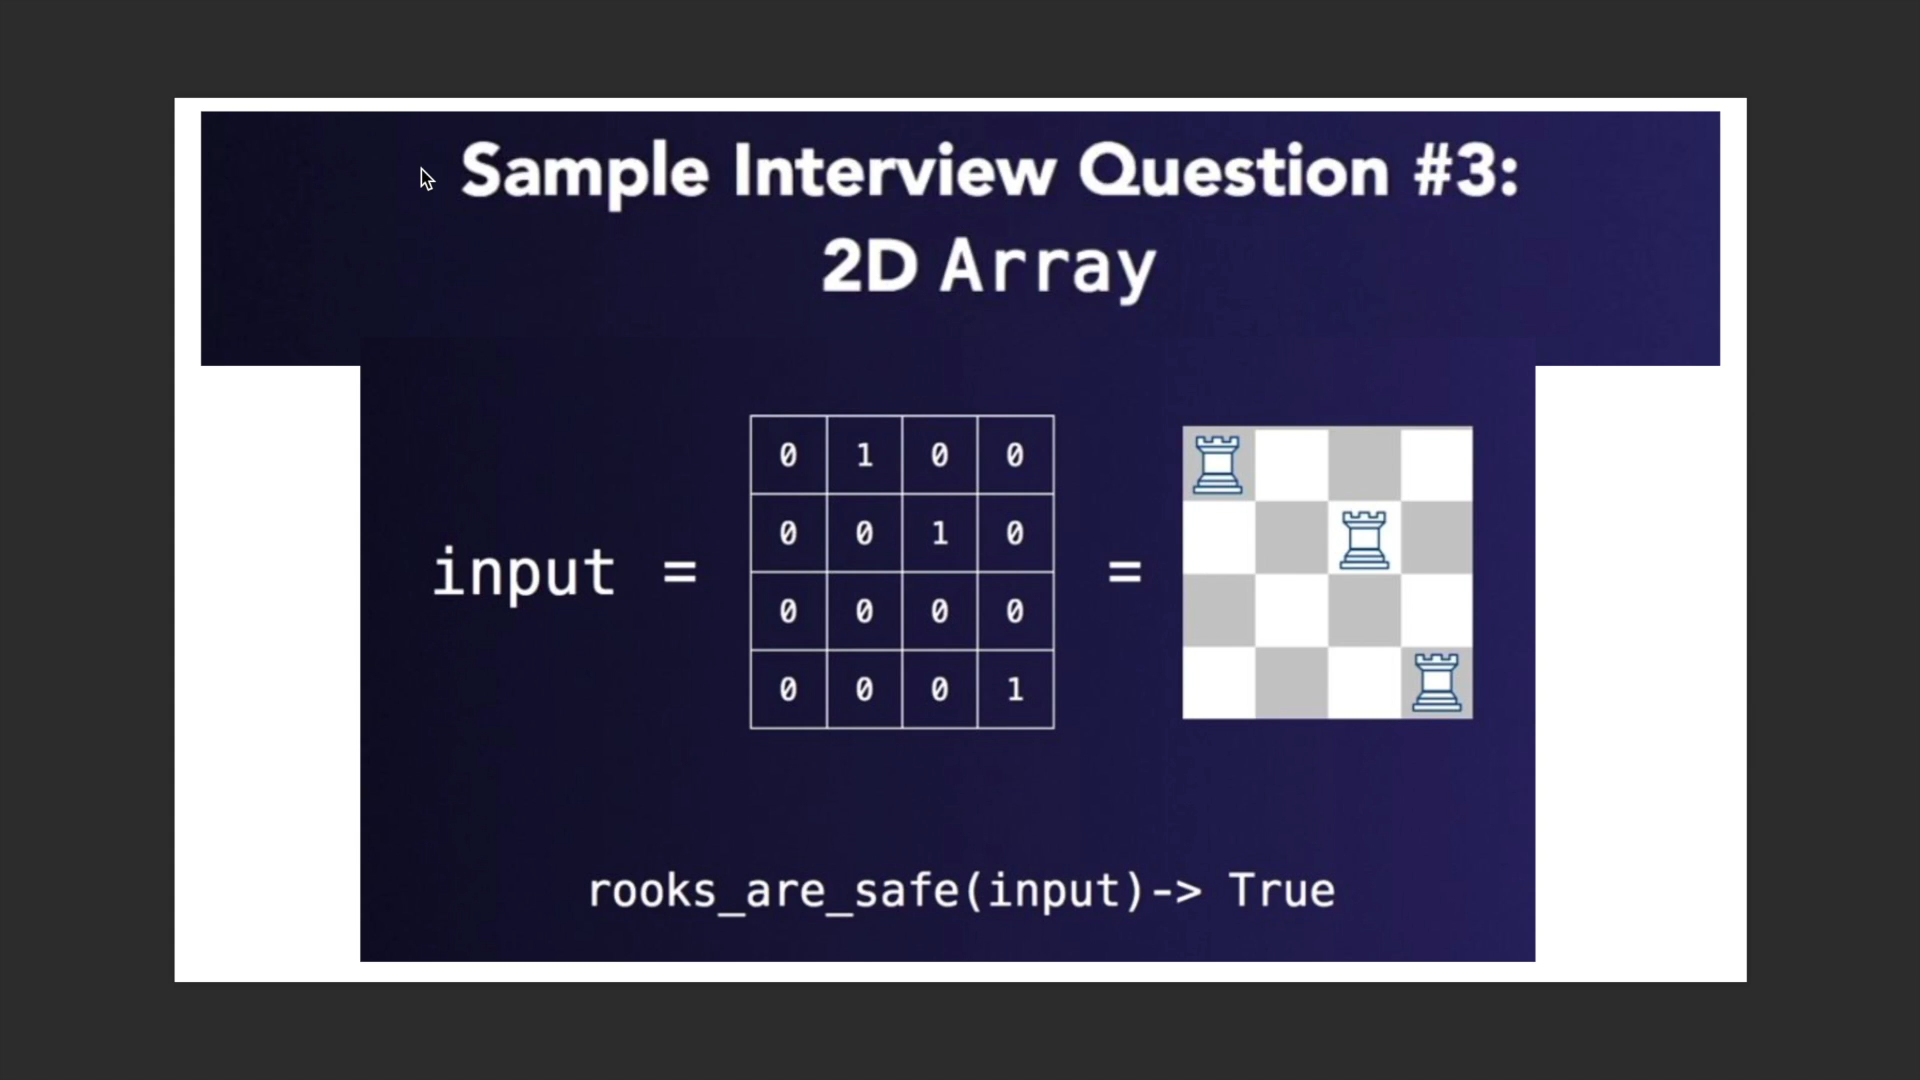 Sample Interview Question #3:
2D Array
0 1 0 0
0 0 1 0
input = =
0 0 0 0
0 0 0 1
rooks_are_safe(input)-> True